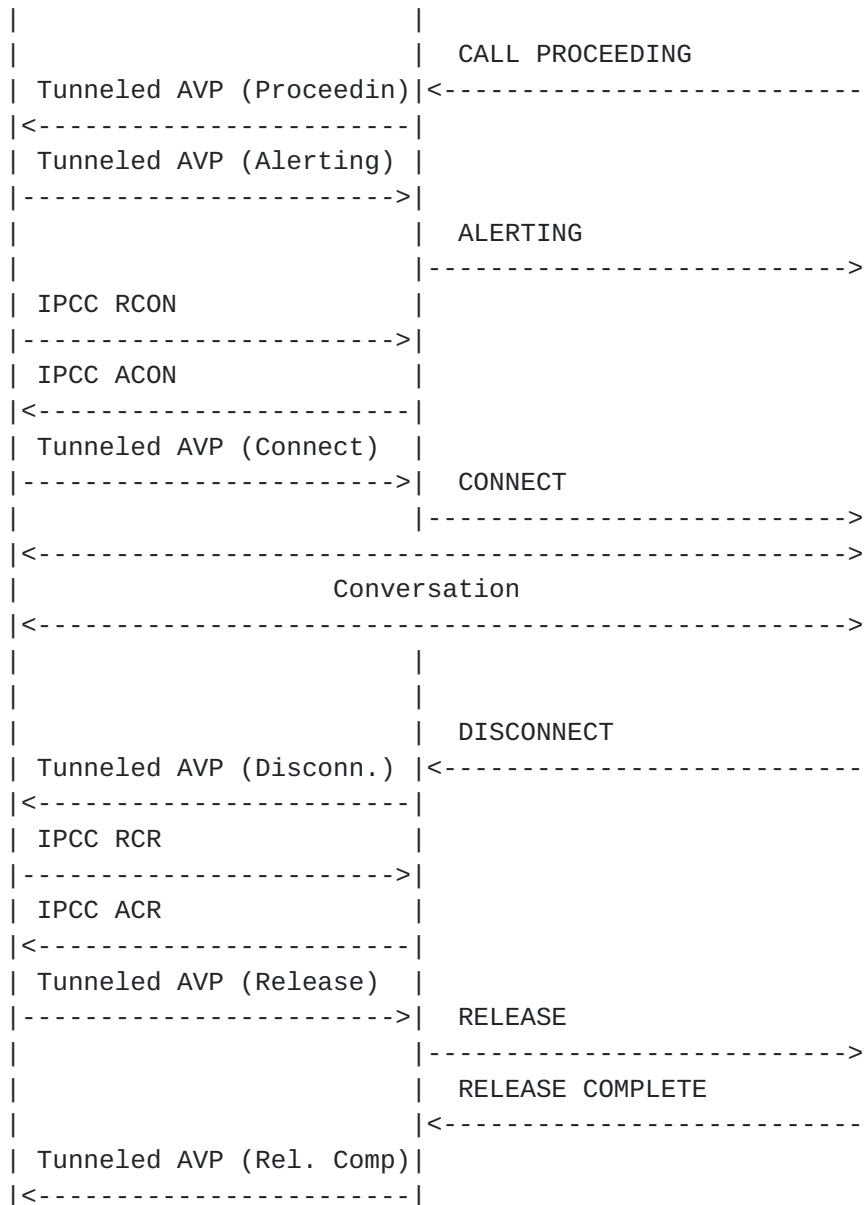 CALL PROCEEDING
Tunneled AVP (Proceedin)
Tunneled AVP (Alerting)
ALERTING
IPCC RCON
IPCC ACON
Tunneled AVP (Connect)
CONNECT
Conversation
DISCONNECT
Tunneled AVP (Disconn.)
IPCC RCR
IPCC ACR
Tunneled AVP (Release)
RELEASE
RELEASE COMPLETE
Tunneled AVP (Rel. Comp)